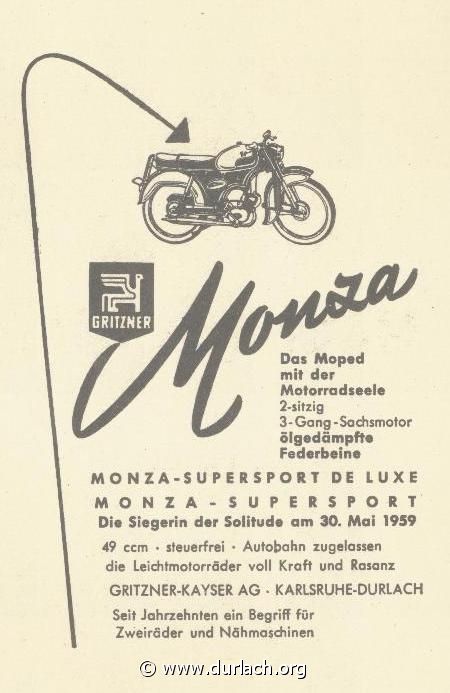 GRITZNER
Monza
Das Moped
mit der
Motorradseele
2-sitzig
3-Gang-Sachsmotor
ölgedämpfte
Federbeine
MONZA-SUPERSPORT DE LUXE
MONZA - SUPERSPORT
Die Siegerin der Solitude am 30. Mai 1959
49 ccm · steuerfrei · Autobahn zugelassen
die Leichtmotorräder voll Kraft und Rasanz
GRITZNER-KAYSER AG · KARLSRUHE-DURLACH
Seit Jahrzehnten ein Begriff für
Zweiräder und Nähmaschinen
© www.durlach.org